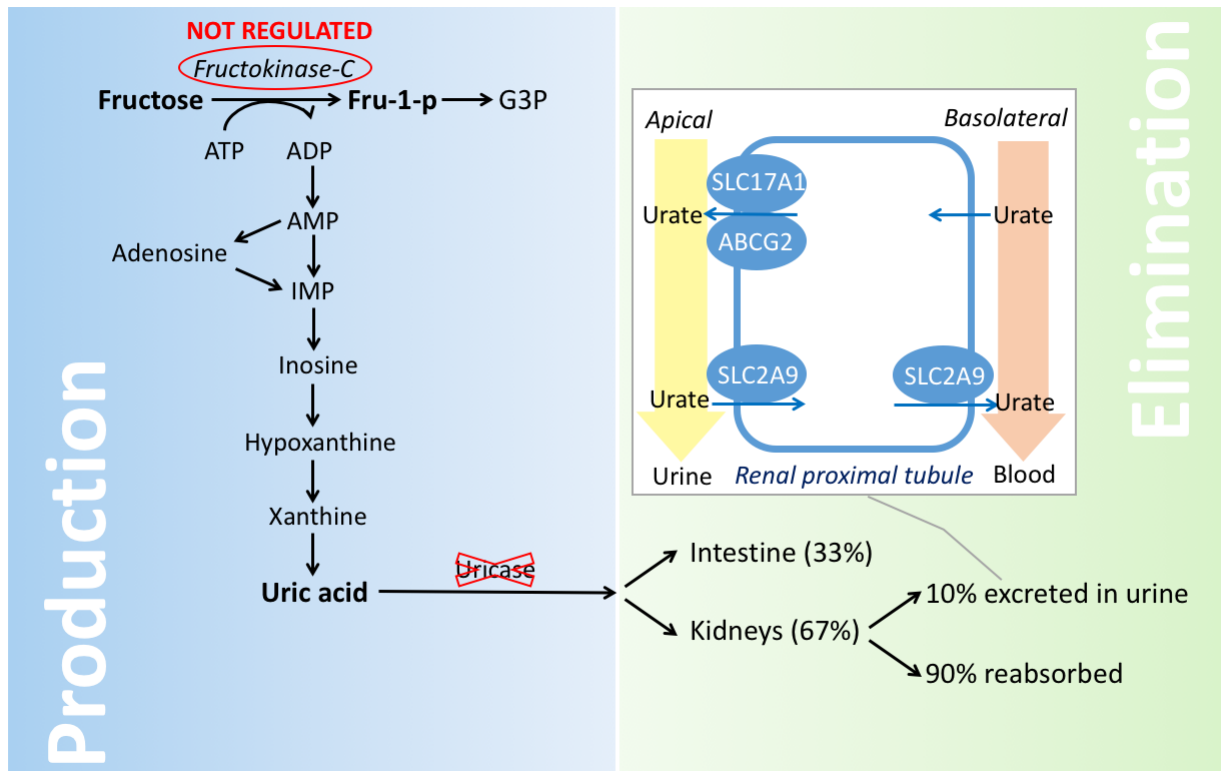 NOT REGULATED
Fructokinase-C
Fructose
Fru-1-p
G3P
ATP
ADP
AMP
Adenosine
IMP
Inosine
Hypoxanthine
Xanthine
Uric acid
Uricase
Production
Elimination
Apical
Basolateral
SLC17A1
Urate
Urate
ABCG2
SLC2A9
SLC2A9
Urate
Urate
Urine
Renal proximal tubule
Blood
Intestine (33%)
10% excreted in urine
Kidneys (67%)
90% reabsorbed